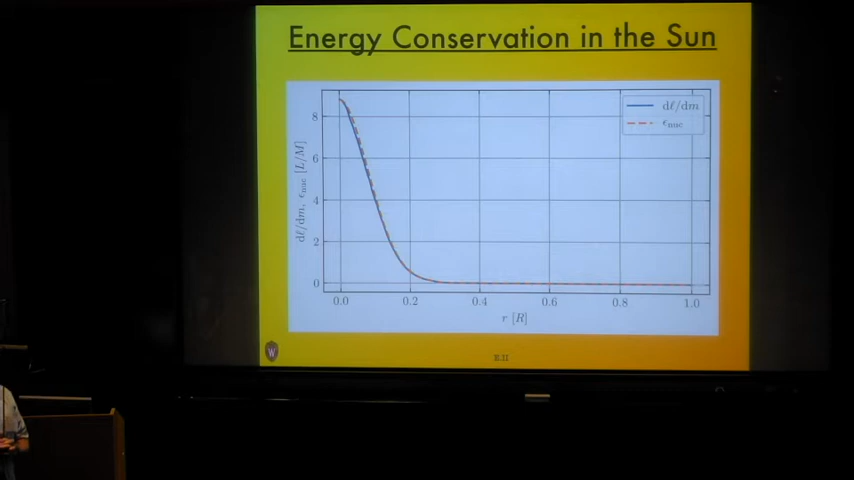 Energy Conservation in the Sun
dℓ/dm
ϵnuc
dℓ/dm, ϵnuc [L/M]
8
6
4
2
0
0.0 0.2 0.4 0.6 0.8 1.0
r [R]
W